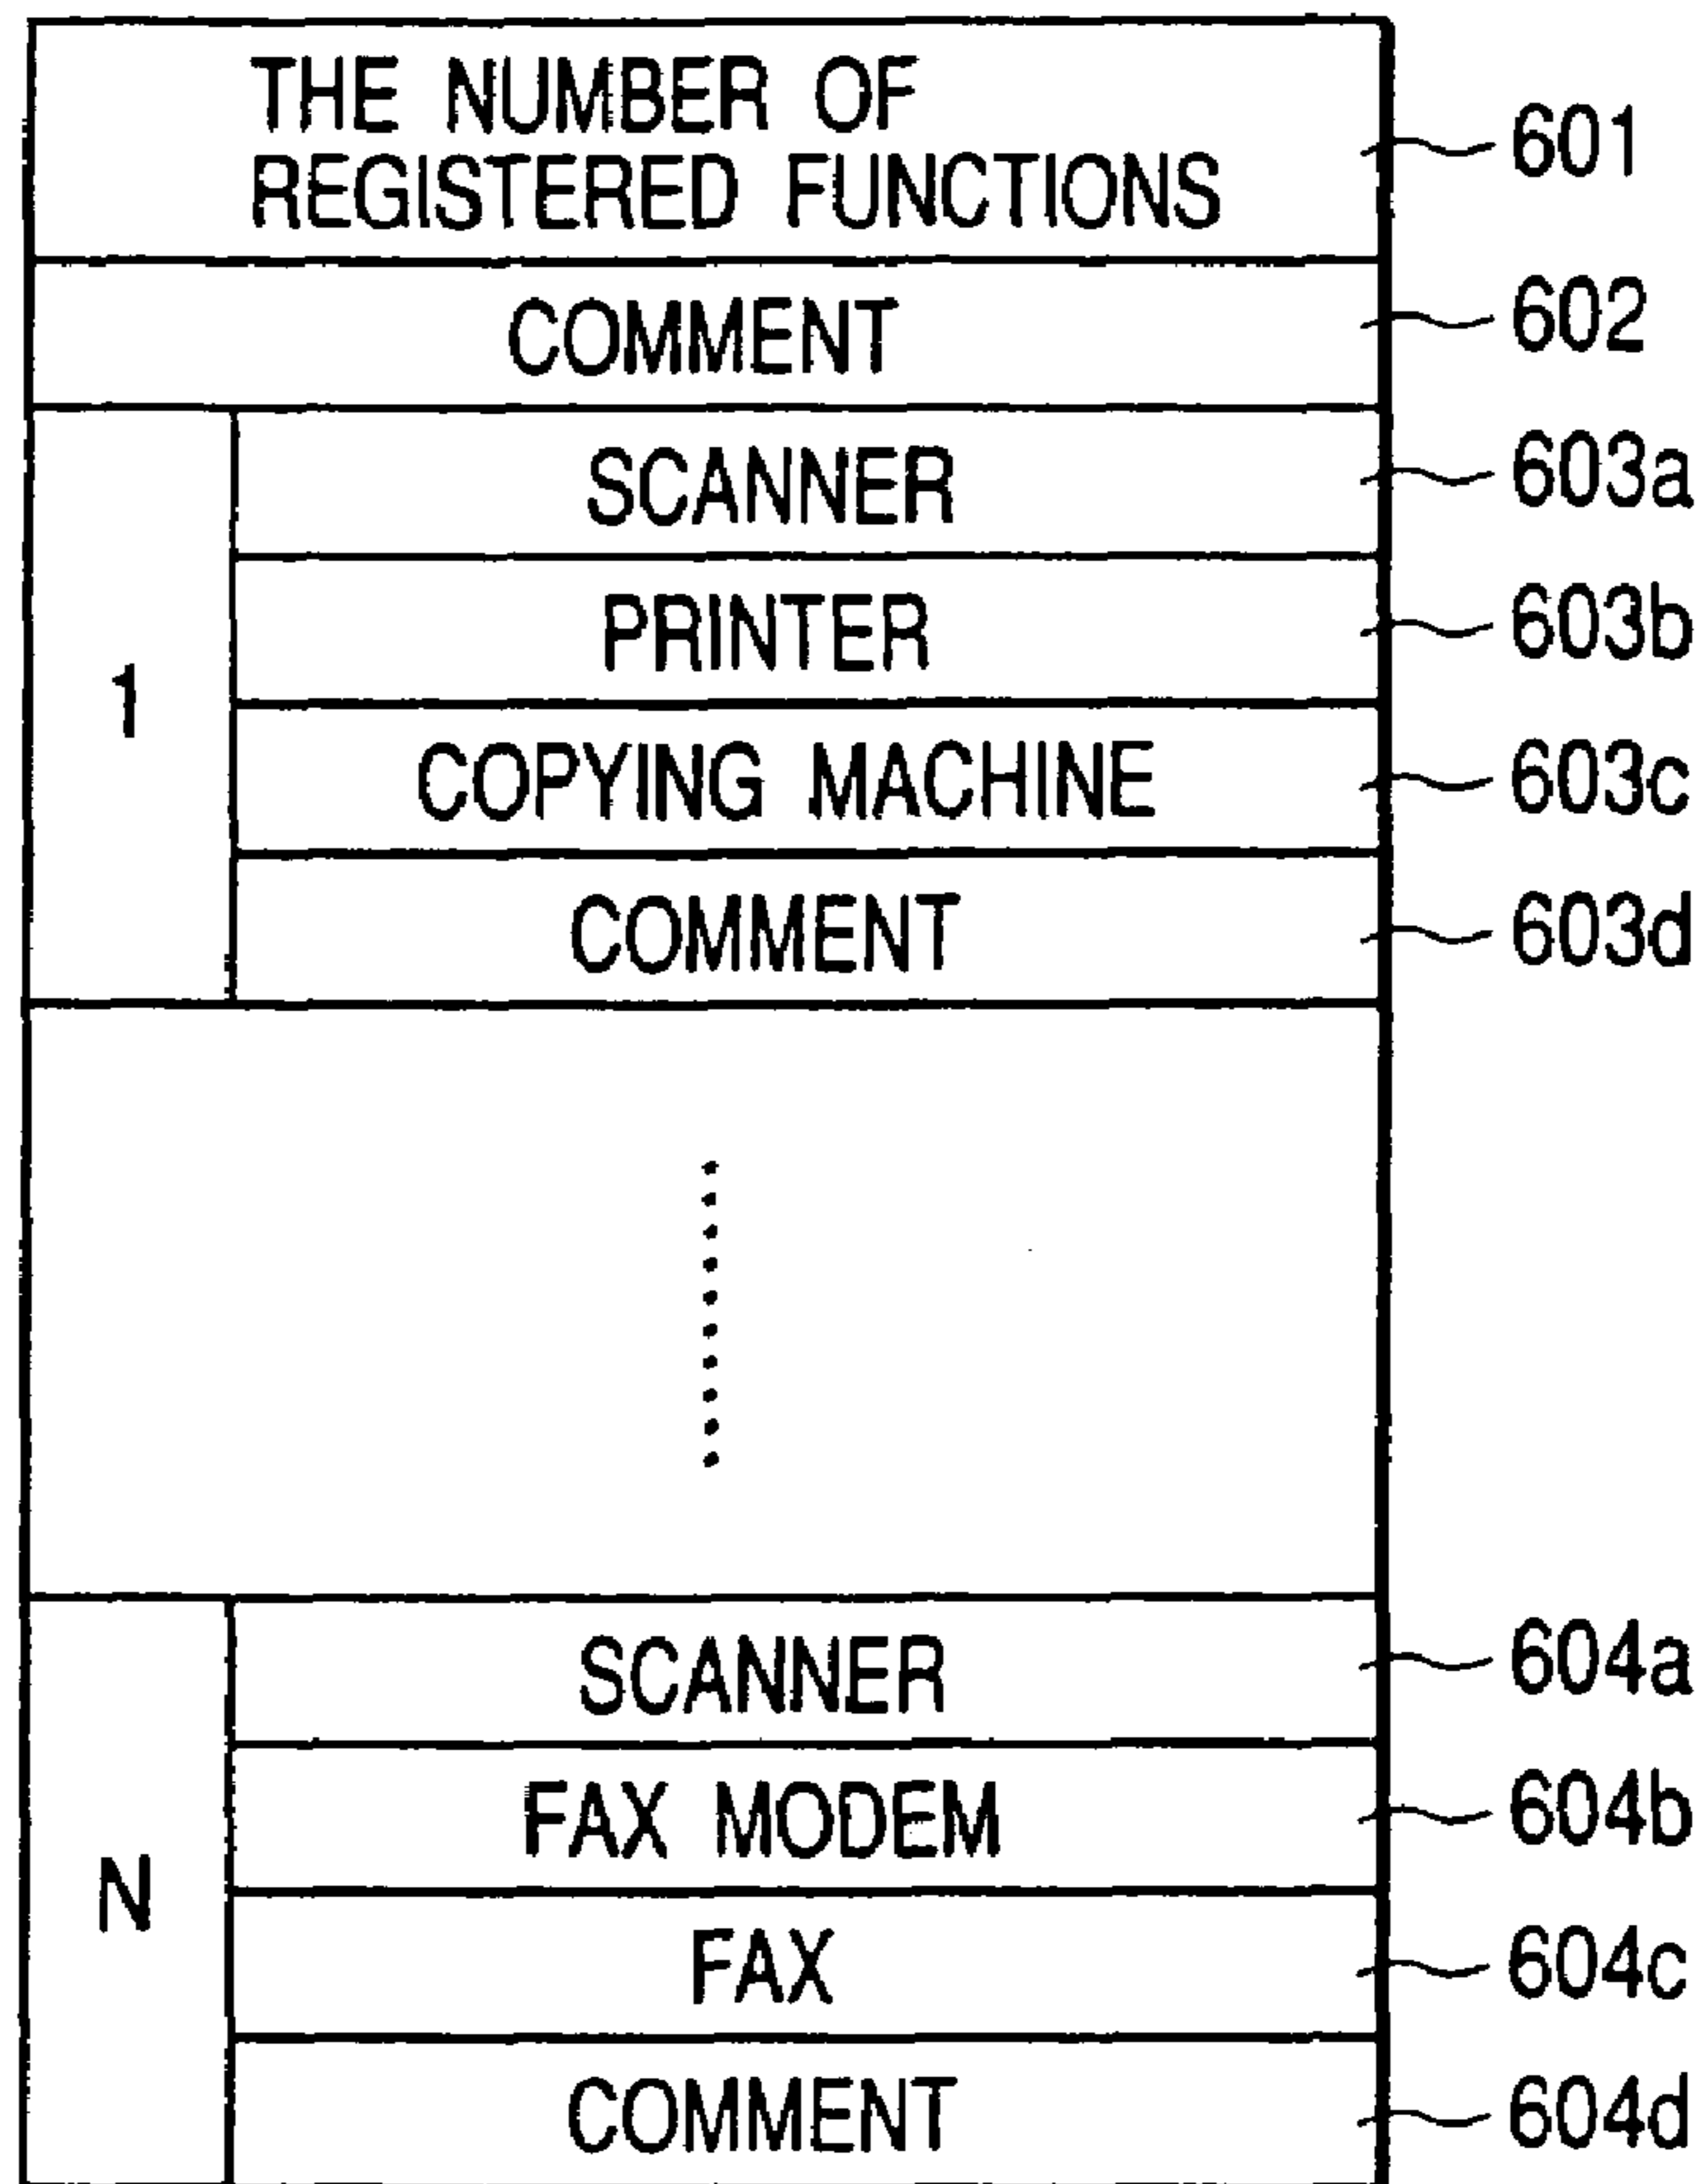 THE NUMBER OF
REGISTERED FUNCTIONS
601
COMMENT
602
1
SCANNER
603a
PRINTER
603b
COPYING MACHINE
603c
COMMENT
603d
N
SCANNER
604a
FAX MODEM
604b
FAX
604c
COMMENT
604d